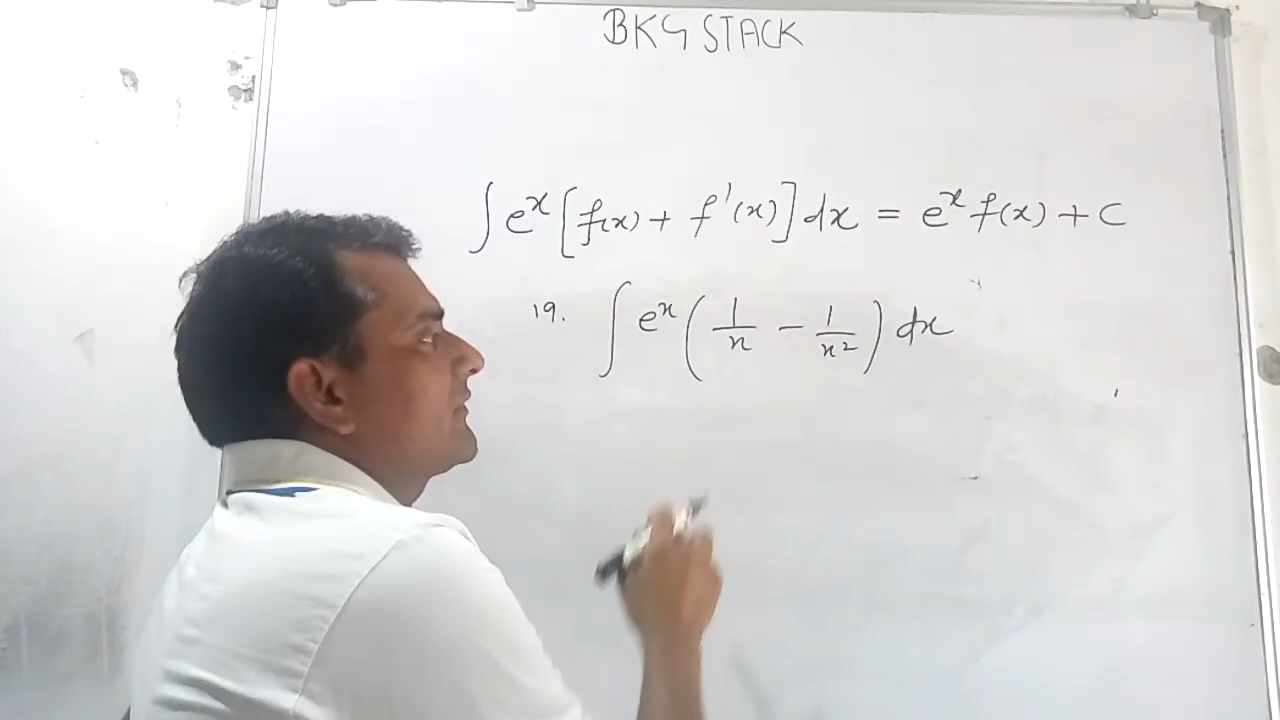 BKG STACK
∫ eˣ [f(x) + f'(x)] dx = eˣ f(x) + C
19. ∫ eˣ (1/x − 1/x²) dx